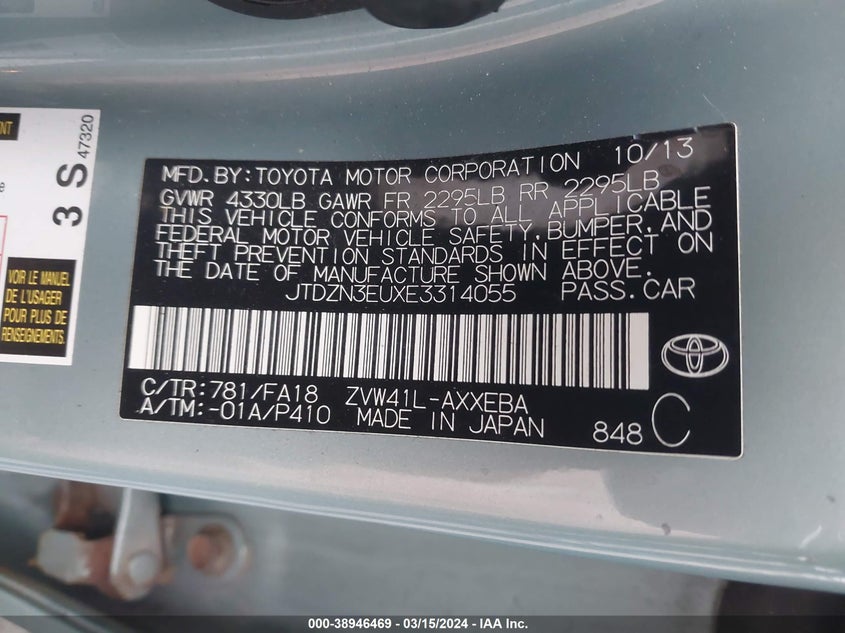 ENT
e
3 S 47320
VOIR LE MANUEL
DE L'USAGER
POUR PLUS DE
RENSEIGNEMENTS.
MFD.BY:TOYOTA MOTOR CORPORATION 10/13
GVWR 4330LB GAWR FR 2295LB RR 2295LB
THIS VEHICLE CONFORMS TO ALL APPLICABLE
FEDERAL MOTOR VEHICLE SAFETY,BUMPER,AND
THEFT PREVENTION STANDARDS IN EFFECT ON
THE DATE OF MANUFACTURE SHOWN ABOVE.
JTDZN3EUXE3314055 PASS.CAR
C/TR:781/FA18 ZVW41L-AXXEBA
A/TM:-01A/P410 MADE IN JAPAN
848 C
000-38946469 - 03/15/2024 - IAA Inc.